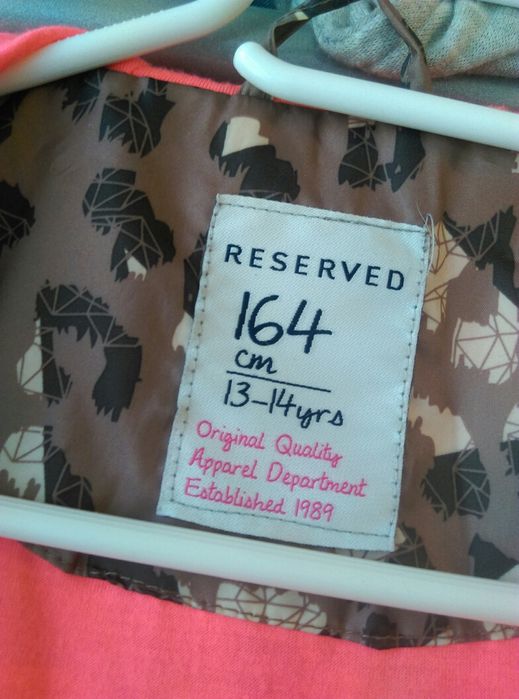 RESERVED
164
cm
13-14yrs
Original Quality
Apparel Department
Established 1989